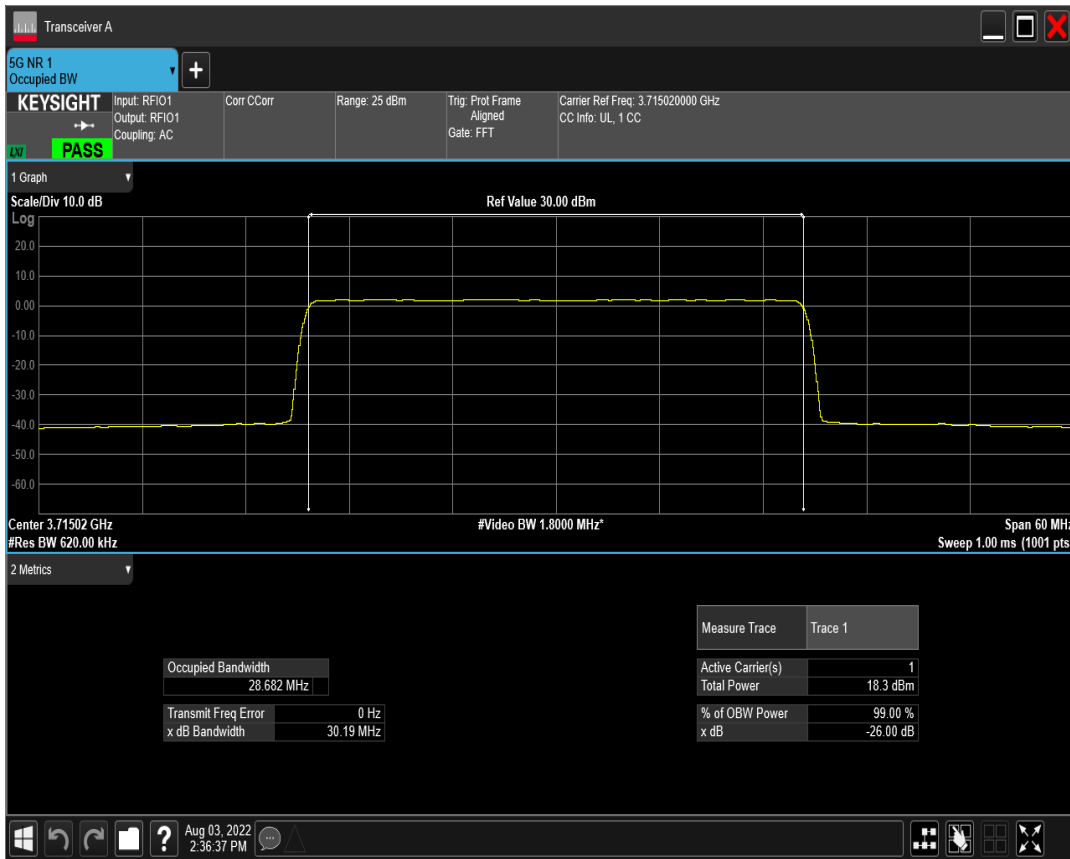 Transceiver A
5G NR 1
Occupied BW
KEYSIGHT
LXI
PASS
Input: RFIO1
Output: RFIO1
Coupling: AC
Corr CCorr
Range: 25 dBm
Trig: Prot Frame
Aligned
Gate: FFT
Carrier Ref Freq: 3.715020000 GHz
CC Info: UL, 1 CC
1 Graph
Scale/Div 10.0 dB
Ref Value 30.00 dBm
Log
20.0
10.0
0.00
-10.0
-20.0
-30.0
-40.0
-50.0
-60.0
Center 3.71502 GHz
#Video BW 1.8000 MHz*
Span 60 MHz
#Res BW 620.00 kHz
Sweep 1.00 ms (1001 pts
2 Metrics
Measure Trace Trace 1
Occupied Bandwidth
28.682 MHz
Active Carrier(s) 1
Total Power 18.3 dBm
Transmit Freq Error 0 Hz
x dB Bandwidth 30.19 MHz
% of OBW Power 99.00 %
x dB -26.00 dB
?
Aug 03, 2022
2:36:37 PM